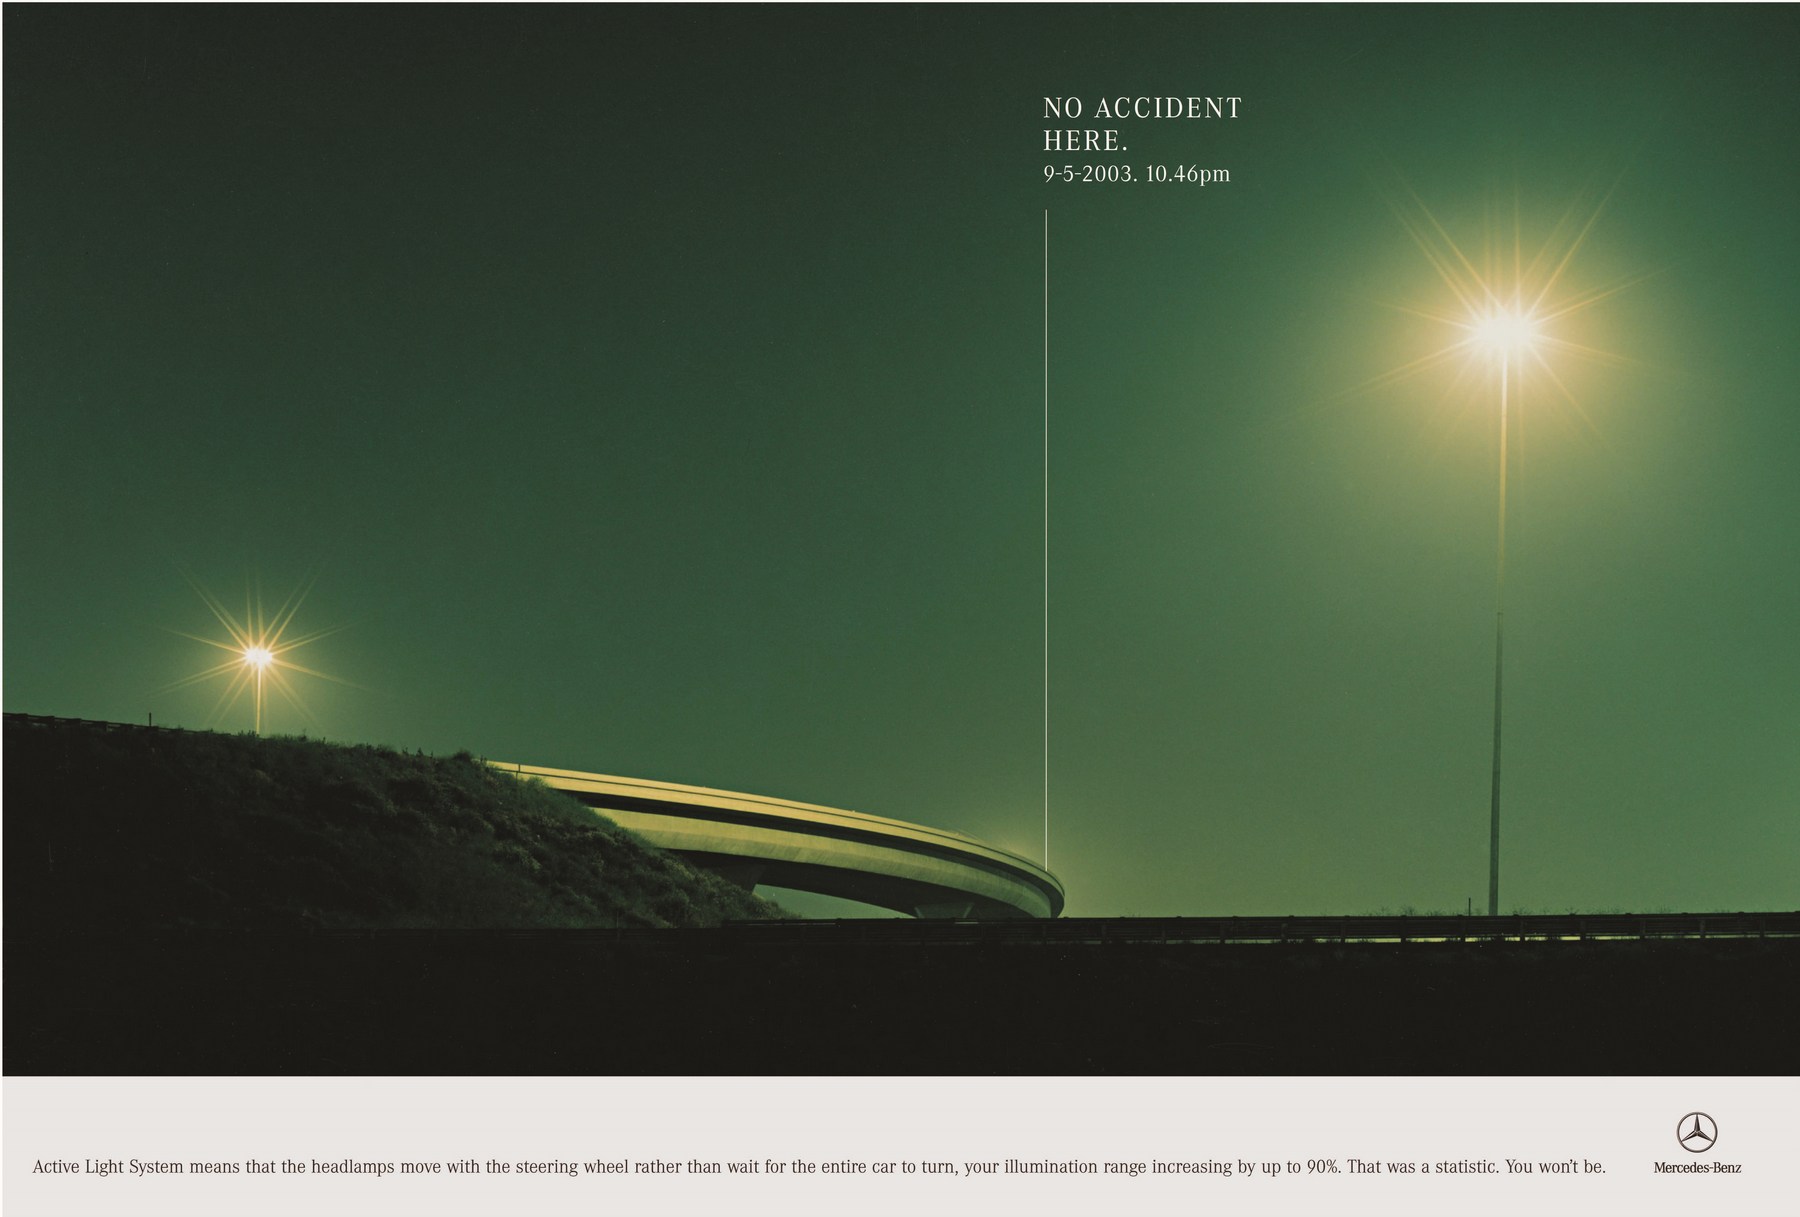 NO ACCIDENT
HERE.
9-5-2003. 10.46pm
Active Light System means that the headlamps move with the steering wheel rather than wait for the entire car to turn, your illumination range increasing by up to 90%. That was a statistic. You won't be.
Mercedes-Benz